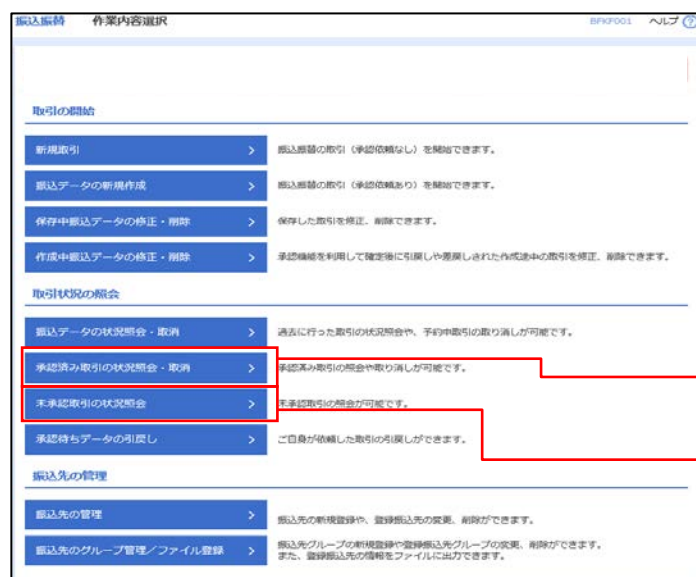 振込振替 作業内容選択 BFKF001 ヘルプ ?
取引の開始
新規取引 > 振込振替の取引（承認依頼なし）を開始できます。
振込データの新規作成 > 振込振替の取引（承認依頼あり）を開始できます。
保存中振込データの修正・削除 > 保存した取引を修正、削除できます。
作成中振込データの修正・削除 > 承認機能を利用して確定後に引戻しや差戻しされた作成途中の取引を修正、削除できます。
取引状況の照会
振込データの状況照会・取消 > 過去に行った取引の状況照会や、予約中取引の取り消しが可能です。
承認済み取引の状況照会・取消 > 承認済み取引の照会や取り消しが可能です。
未承認取引の状況照会 > 未承認取引の照会が可能です。
承認待ちデータの引戻し > ご自身が依頼した取引の引戻しができます。
振込先の管理
振込先の管理 > 振込先の新規登録や、登録振込先の変更、削除ができます。
振込先のグループ管理／ファイル登録 > 振込先グループの新規登録や登録振込先グループの変更、削除ができます。
また、登録振込先の情報をファイルに出力できます。